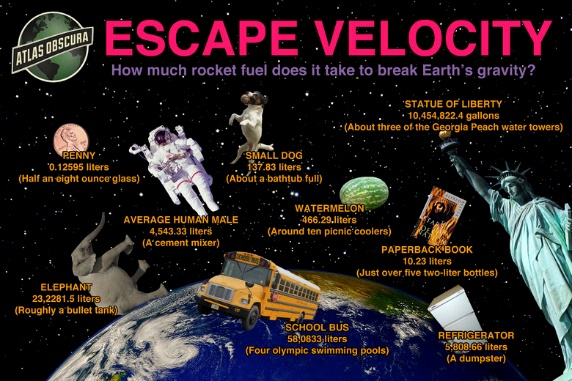 ATLAS OBSCURA
ESCAPE VELOCITY
How much rocket fuel does it take to break Earth's gravity?
STATUE OF LIBERTY
10,454,822.4 gallons
(About three of the Georgia Peach water towers)
PENNY
0.12595 liters
(Half an eight ounce glass)
SMALL DOG
137.83 liters
(About a bathtub full)
WATERMELON
466.29 liters
(Around ten picnic coolers)
AVERAGE HUMAN MALE
4,543.33 liters
(A cement mixer)
PAPERBACK BOOK
10.23 liters
(Just over five two-liter bottles)
ELEPHANT
23,2281.5 liters
(Roughly a bullet tank)
SCHOOL BUS
58,0833 liters
(Four olympic swimming pools)
REFRIGERATOR
5,808.66 liters
(A dumpster)